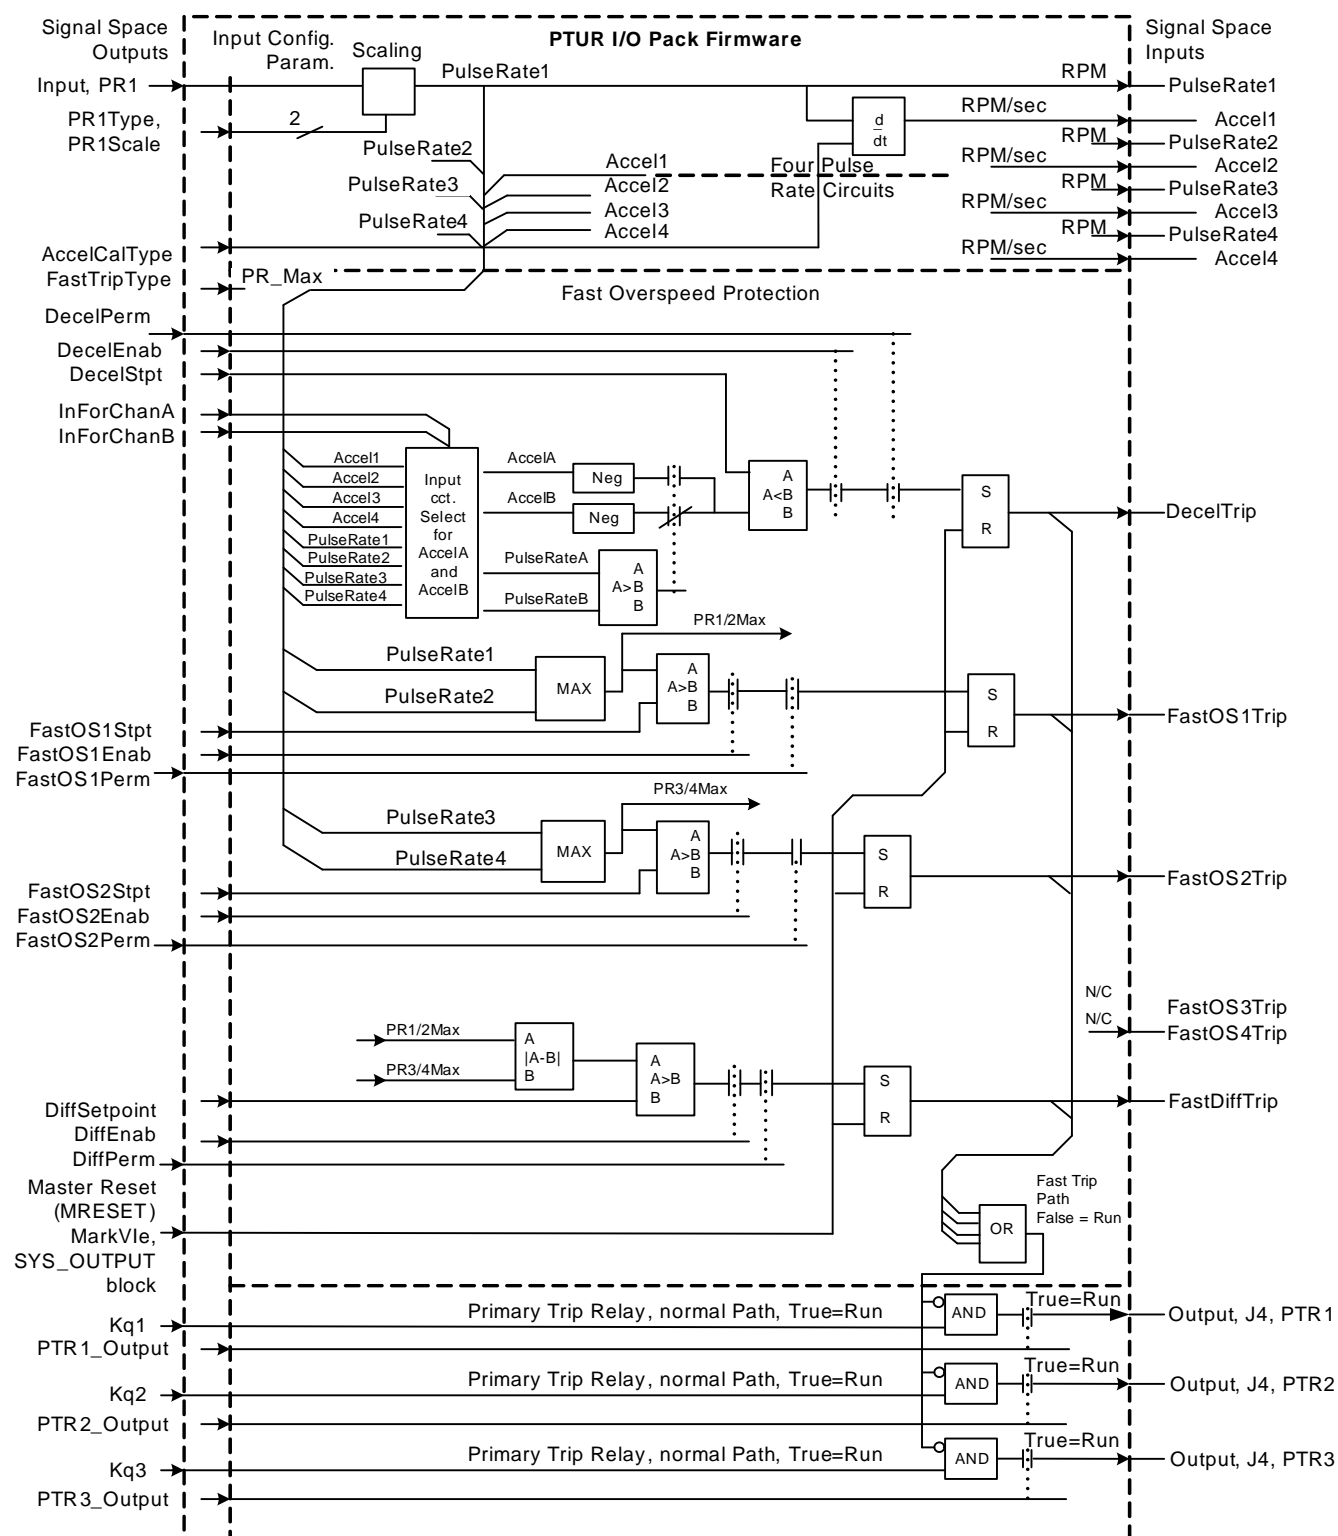 Signal Space
Outputs
Input Config.
Param.
Scaling
PTUR I/O Pack Firmware
Signal Space
Inputs
Input, PR1
PulseRate1
RPM
PulseRate1
PR1Type,
PR1Scale
2
d
dt
RPM/sec
Accel1
RPM
PulseRate2
PulseRate2
Accel1
Four Pulse
Rate Circuits
RPM/sec
Accel2
PulseRate3
Accel2
RPM
PulseRate3
PulseRate4
Accel3
RPM/sec
Accel3
Accel4
RPM
PulseRate4
AccelCalType
RPM/sec
Accel4
FastTripType
PR_Max
Fast Overspeed Protection
DecelPerm
DecelEnab
DecelStpt
InForChanA
InForChanB
Accel1
Accel2
Accel3
Accel4
PulseRate1
PulseRate2
PulseRate3
PulseRate4
Input
cct.
Select
for
AccelA
and
AccelB
AccelA
Neg
AccelB
Neg
PulseRateA
PulseRateB
A
A>B
B
A
A<B
B
S
R
DecelTrip
PR1/2Max
PulseRate1
PulseRate2
MAX
A
A>B
B
S
R
FastOS1Trip
FastOS1Stpt
FastOS1Enab
FastOS1Perm
PR3/4Max
PulseRate3
PulseRate4
MAX
A
A>B
B
S
R
FastOS2Trip
FastOS2Stpt
FastOS2Enab
FastOS2Perm
N/C
FastOS3Trip
N/C
FastOS4Trip
PR1/2Max
PR3/4Max
A
|A-B|
B
A
A>B
B
S
R
FastDiffTrip
DiffSetpoint
DiffEnab
DiffPerm
Master Reset
(MRESET)
MarkVIe,
SYS_OUTPUT
block
Fast Trip
Path
False = Run
OR
Kq1
Primary Trip Relay, normal Path, True=Run
AND
True=Run
Output, J4, PTR1
PTR1_Output
Kq2
Primary Trip Relay, normal Path, True=Run
AND
True=Run
Output, J4, PTR2
PTR2_Output
Kq3
Primary Trip Relay, normal Path, True=Run
AND
True=Run
Output, J4, PTR3
PTR3_Output